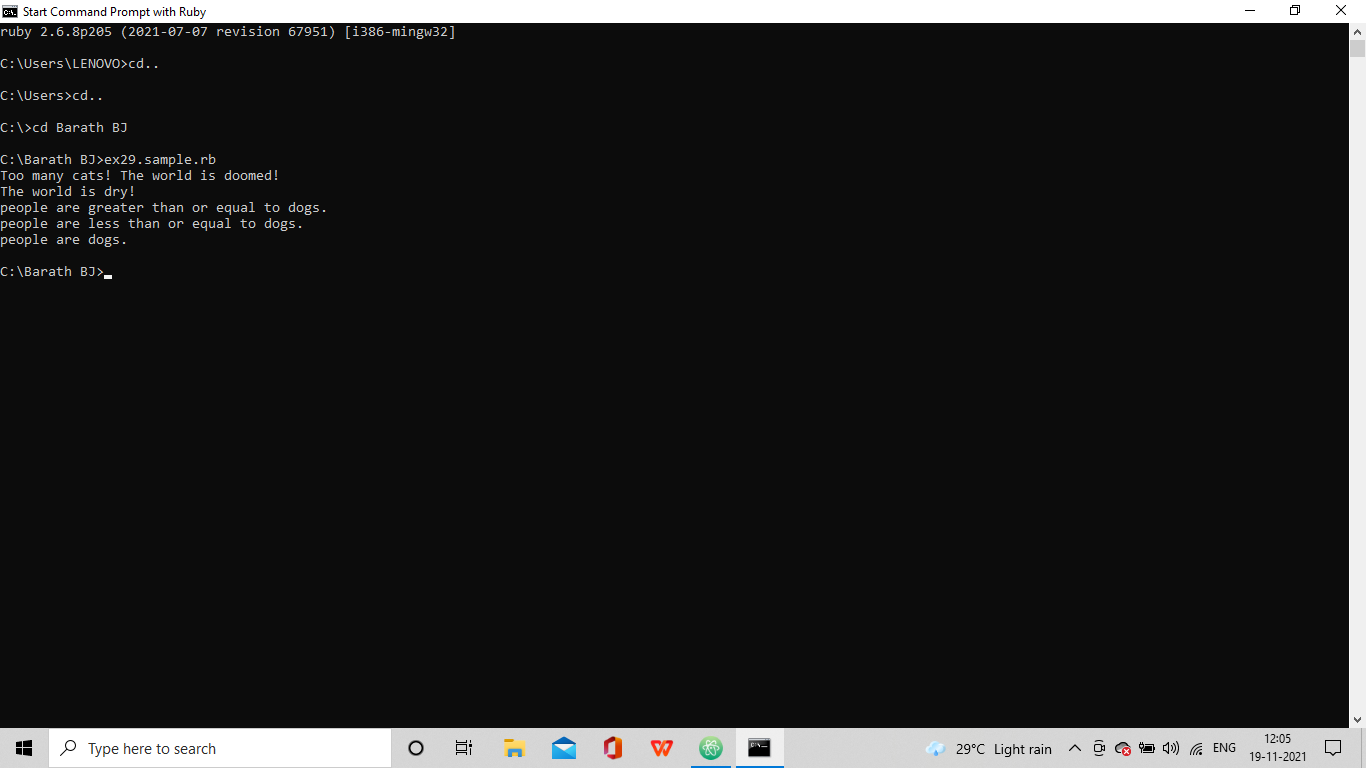 Start Command Prompt with Ruby
ruby 2.6.8p205 (2021-07-07 revision 67951) [i386-mingw32]
C:\Users\LENOVO>cd..
C:\Users>cd..
C:\>cd Barath BJ
C:\Barath BJ>ex29.sample.rb
Too many cats! The world is doomed!
The world is dry!
people are greater than or equal to dogs.
people are less than or equal to dogs.
people are dogs.
C:\Barath BJ>
Type here to search
29°C Light rain
ENG
12:05
19-11-2021